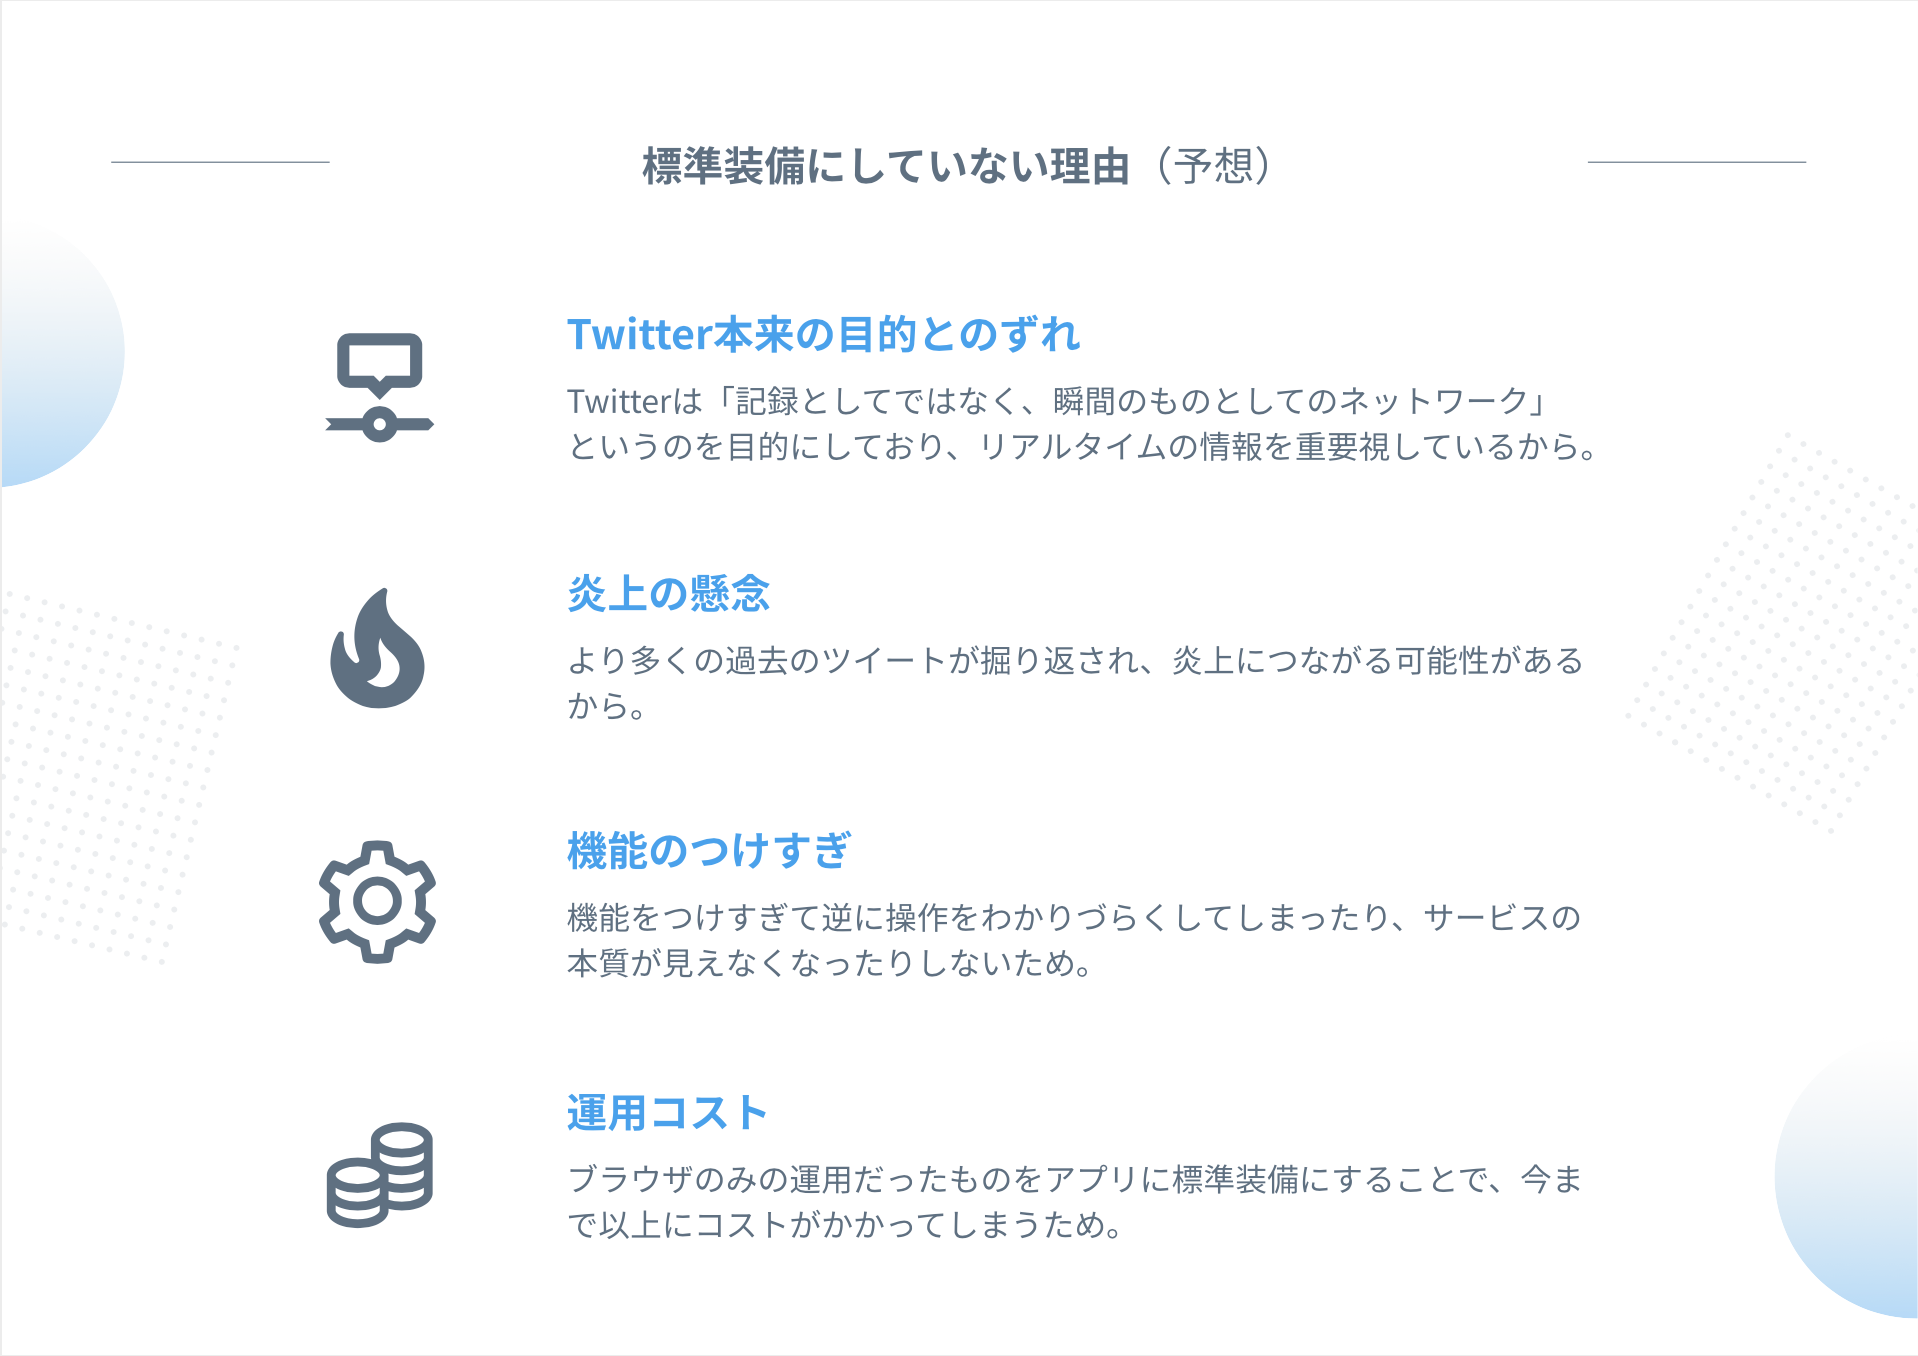 標準装備にしていない理由（予想）
Twitter本来の目的とのずれ
Twitterは「記録としてではなく、瞬間のものとしてのネットワーク」
というのを目的にしており、リアルタイムの情報を重要視しているから。
炎上の懸念
より多くの過去のツイートが掘り返され、炎上につながる可能性がある
から。
機能のつけすぎ
機能をつけすぎて逆に操作をわかりづらくしてしまったり、サービスの
本質が見えなくなったりしないため。
運用コスト
ブラウザのみの運用だったものをアプリに標準装備にすることで、今ま
で以上にコストがかかってしまうため。